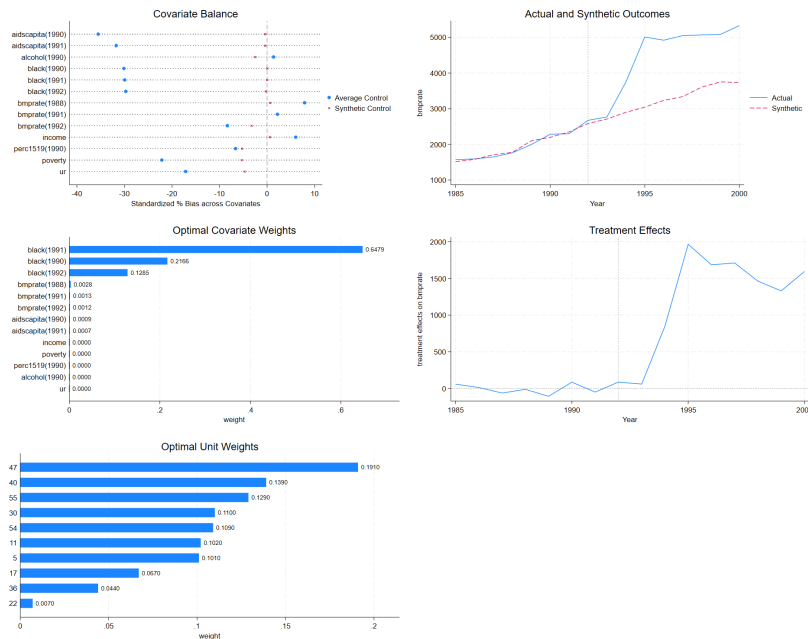 Covariate Balance
aidscapita(1990)
aidscapita(1991)
alcohol(1990)
black(1990)
black(1991)
black(1992)
bmprate(1988)
bmprate(1991)
bmprate(1992)
income
perc1519(1990)
poverty
ur
Average Control
Synthetic Control
-40 -30 -20 -10 0 10
Standardized % Bias across Covariates
Actual and Synthetic Outcomes
bmprate
5000
4000
3000
2000
1000
1985 1990 1995 2000
Year
Actual
Synthetic
Optimal Covariate Weights
black(1991) 0.6479
black(1990) 0.2166
black(1992) 0.1285
bmprate(1988) 0.0028
bmprate(1991) 0.0013
bmprate(1992) 0.0012
aidscapita(1990) 0.0009
aidscapita(1991) 0.0007
income 0.0000
poverty 0.0000
perc1519(1990) 0.0000
alcohol(1990) 0.0000
ur 0.0000
0 .2 .4 .6
weight
Treatment Effects
treatment effects on bmprate
2000
1500
1000
500
0
1985 1990 1995 200
Year
Optimal Unit Weights
47 0.1910
40 0.1390
55 0.1290
30 0.1100
54 0.1090
11 0.1020
5 0.1010
17 0.0670
36 0.0440
22 0.0070
0 .05 .1 .15 .2
weight